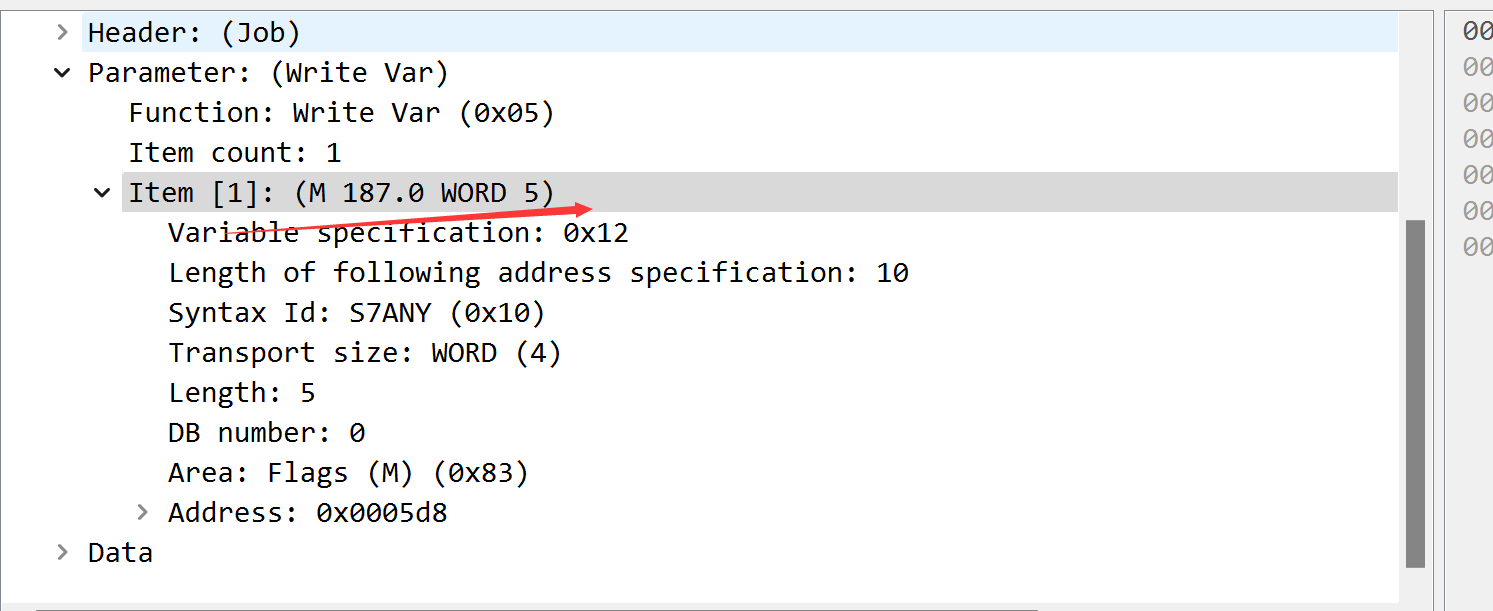 Header: (Job)
Parameter: (Write Var)
Function: Write Var (0x05)
Item count: 1
Item [1]: (M 187.0 WORD 5)
Variable specification: 0x12
Length of following address specification: 10
Syntax Id: S7ANY (0x10)
Transport size: WORD (4)
Length: 5
DB number: 0
Area: Flags (M) (0x83)
Address: 0x0005d8
Data
00
00
00
00
00
00
00